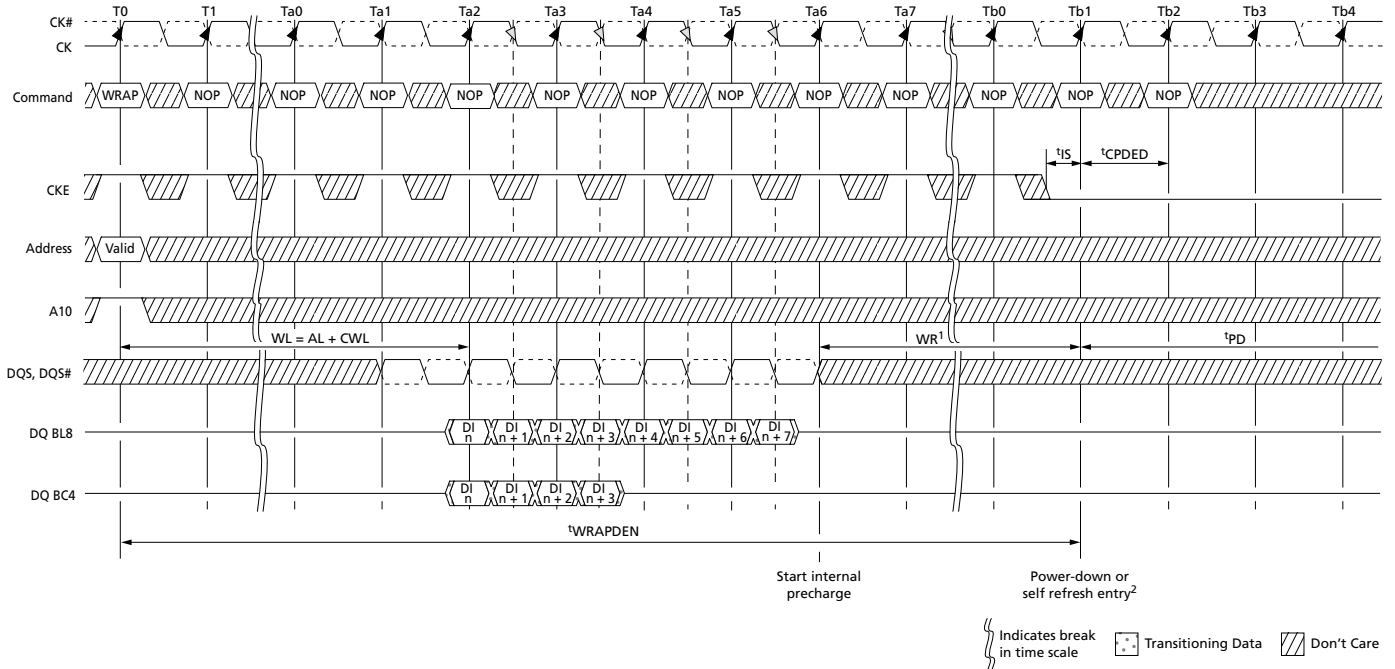 T0 T1 Ta0 Ta1 Ta2 Ta3 Ta4 Ta5 Ta6 Ta7 Tb0 Tb1 Tb2 Tb3 Tb4
CK#
CK
Command WRAP NOP NOP NOP NOP NOP NOP NOP NOP NOP NOP NOP NOP
tIS tCPDED
CKE
Address Valid
A10
WL = AL + CWL WR1 tPD
DQS, DQS#
DQ BL8 DI n DI n + 1 DI n + 2 DI n + 3 DI n + 4 DI n + 5 DI n + 6 DI n + 7
DQ BC4 DI n DI n + 1 DI n + 2 DI n + 3
tWRAPDEN
Start internal
precharge
Power-down or
self refresh entry2
Indicates break
in time scale
Transitioning Data
Don't Care